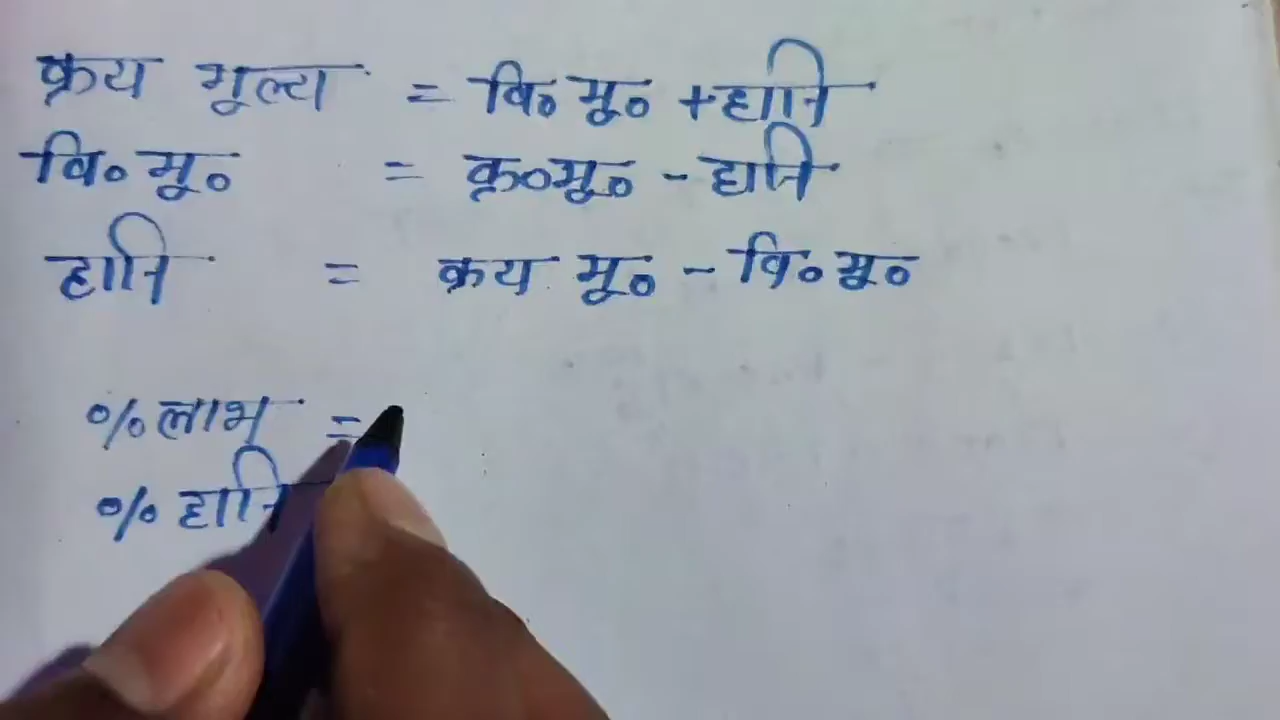 क्रय मूल्य = वि० मू० + हानि
वि० मू० = क्र० मू० - हानि
हानि = क्रय मू० - वि० मू०
% लाभ =
% हानि